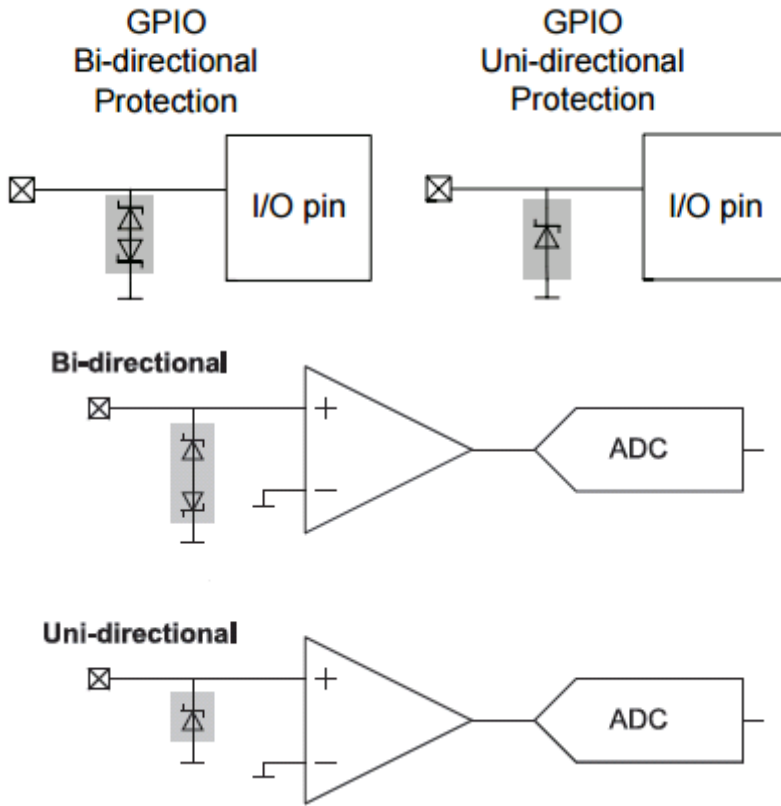 GPIO
Bi-directional
Protection
GPIO
Uni-directional
Protection
I/O pin
I/O pin
Bi-directional
+
−
ADC
Uni-directional
+
−
ADC